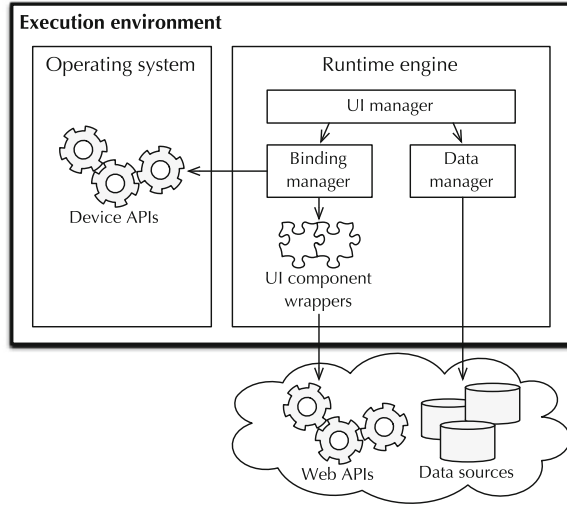 Execution environment
Operating system
Runtime engine
UI manager
Binding
manager
Data
manager
Device APIs
UI component
wrappers
Web APIs
Data sources